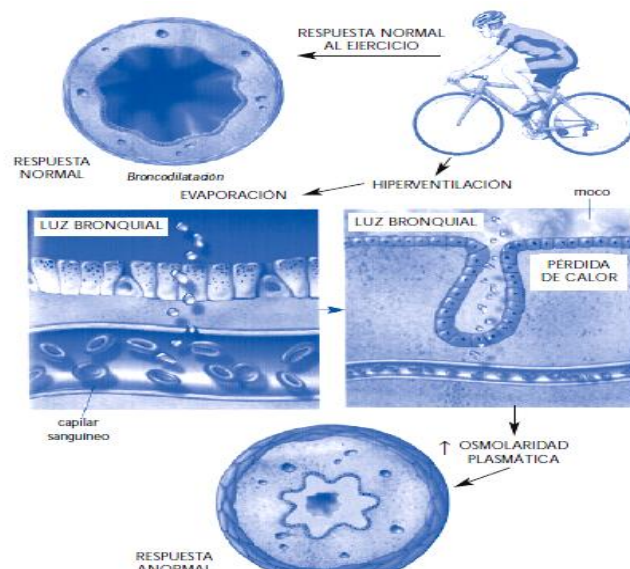 RESPUESTA NORMAL
AL EJERCICIO
RESPUESTA
NORMAL
Broncodilatación
EVAPORACIÓN
HIPERVENTILACIÓN
LUZ BRONQUIAL
LUZ BRONQUIAL
moco
PÉRDIDA
DE CALOR
capilar
sanguíneo
↑ OSMOLARIDAD
PLASMÁTICA
RESPUESTA
ANORMAL